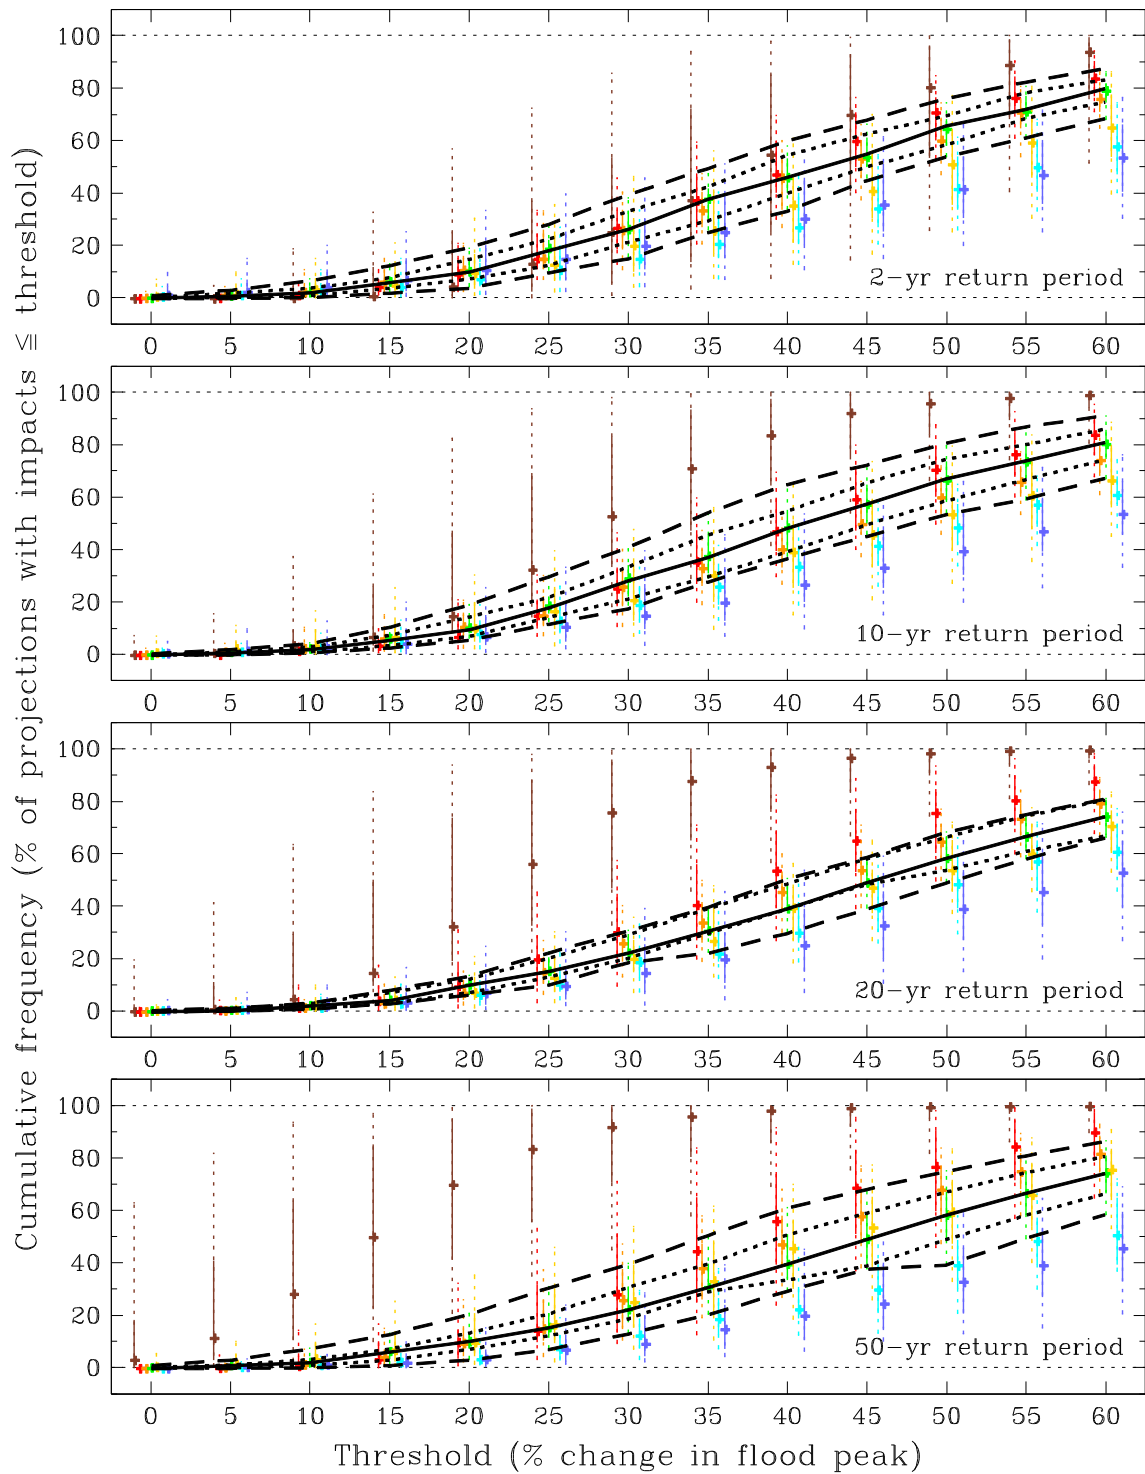 Cumulative frequency (% of projections with impacts ≤ threshold)
100
80
60
40
20
0
2-yr return period
0 5 10 15 20 25 30 35 40 45 50 55 60
100
80
60
40
20
0
10-yr return period
0 5 10 15 20 25 30 35 40 45 50 55 60
100
80
60
40
20
0
20-yr return period
0 5 10 15 20 25 30 35 40 45 50 55 60
100
80
60
40
20
0
50-yr return period
0 5 10 15 20 25 30 35 40 45 50 55 60
Threshold (% change in flood peak)